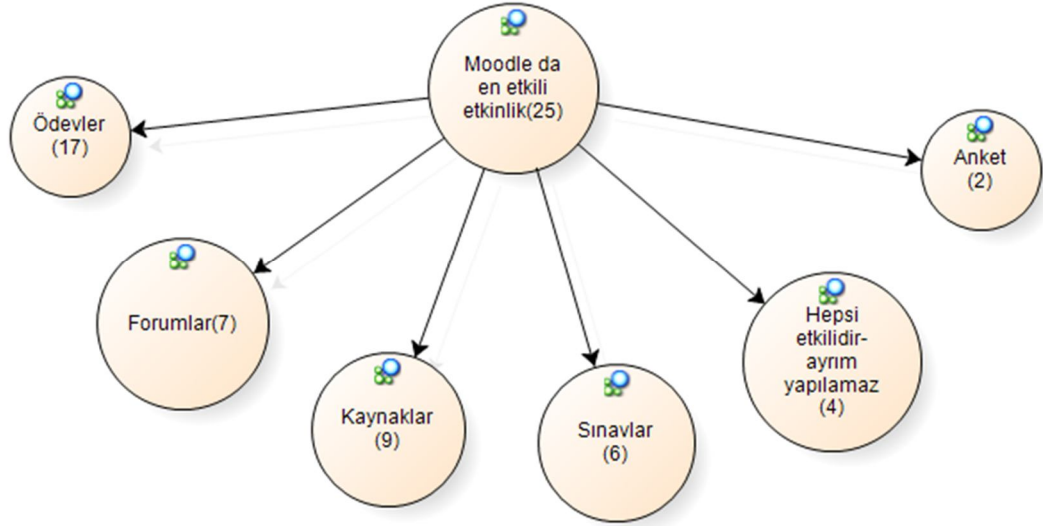 Moodle da
en etkili
etkinlik(25)
Ödevler
(17)
Anket
(2)
Forumlar(7)
Hepsi
etkilidir-
ayrım
yapılamaz
(4)
Kaynaklar
(9)
Sınavlar
(6)